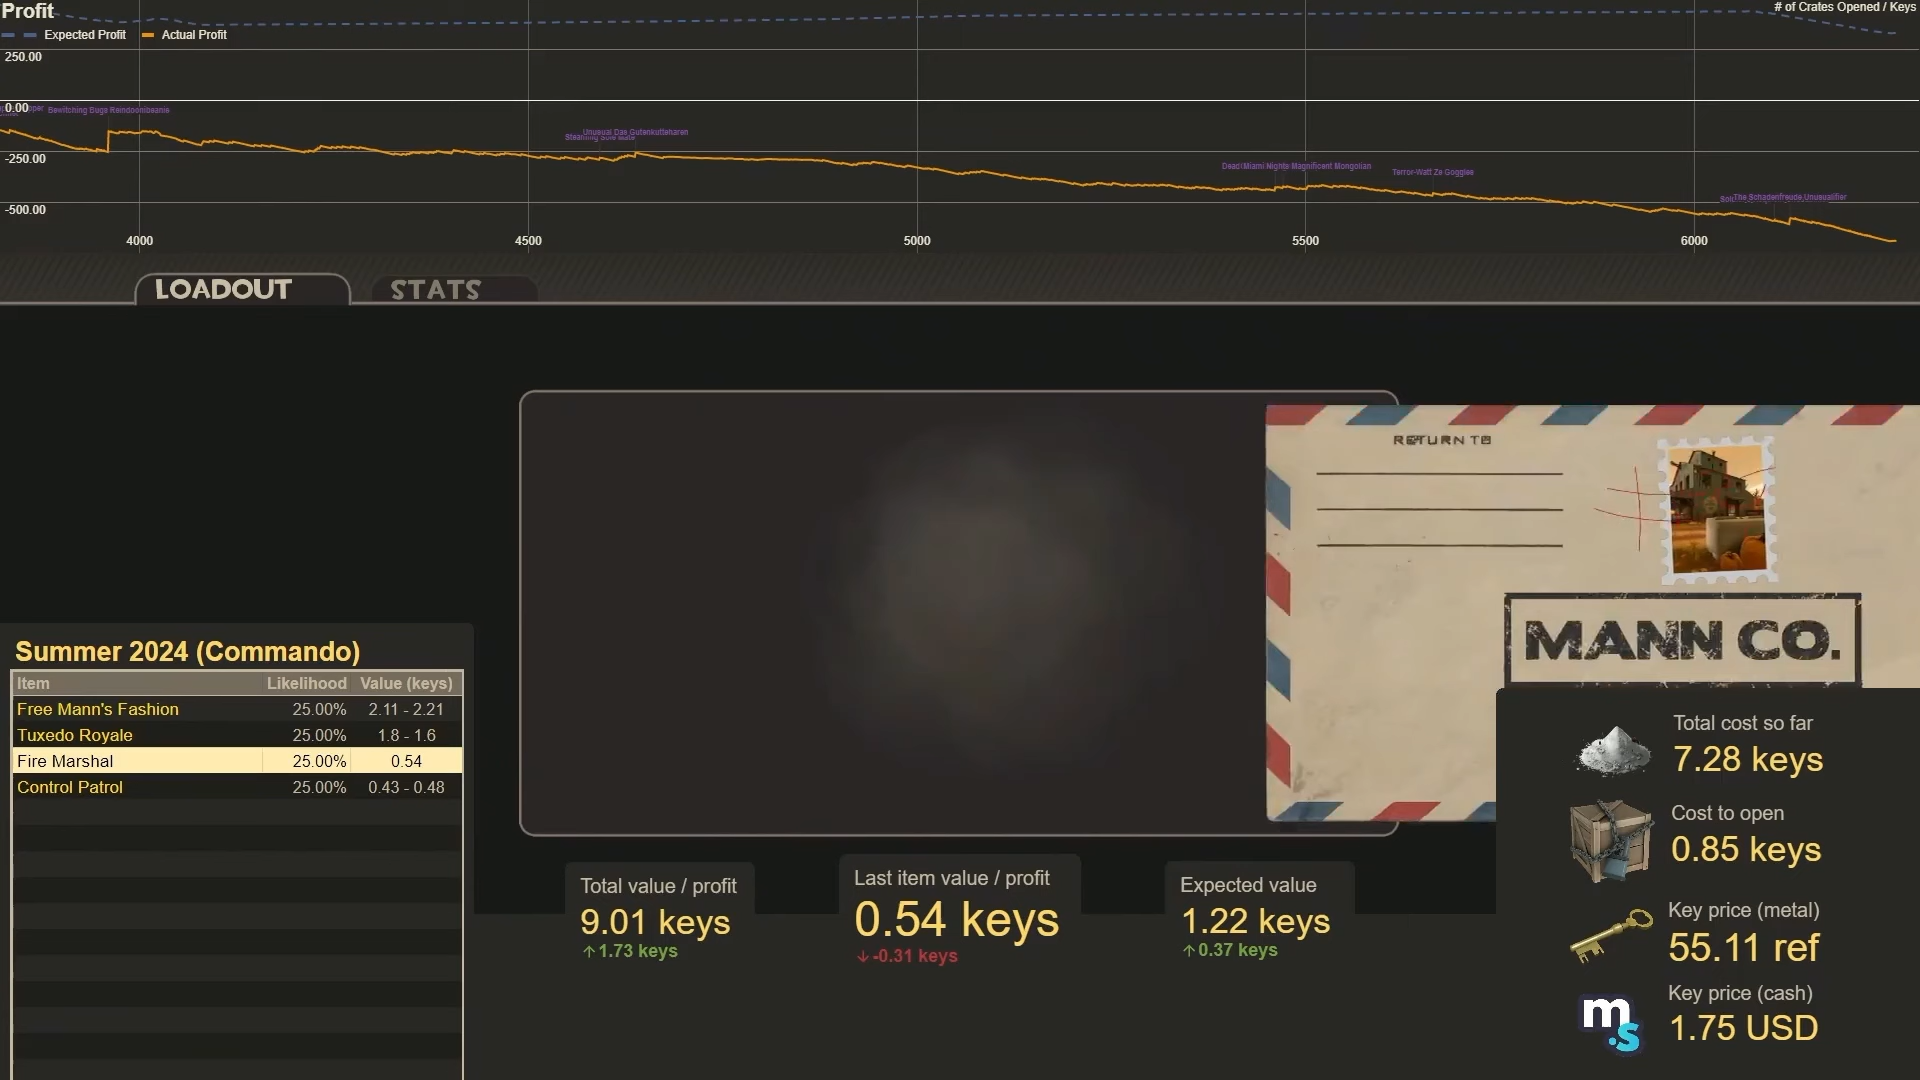 Profit
# of Crates Opened / Keys
Expected Profit
Actual Profit
250.00
0.00
Bewitching Bugs Reindoonibeanie
Unusual Das Gutenkutteharen
-250.00
Miami Nights Magnificent Mongolian
Terror-Watt Ze Goggles
The Schadenfreude Unusualifier
-500.00
4000
4500
5000
5500
6000
LOADOUT
STATS
RETURN TO
MANN CO.
Summer 2024 (Commando)
Item Likelihood Value (keys)
Free Mann's Fashion 25.00% 2.11 - 2.21
Tuxedo Royale 25.00% 1.8 - 1.6
Fire Marshal 25.00% 0.54
Control Patrol 25.00% 0.43 - 0.48
Total value / profit
9.01 keys
↑1.73 keys
Last item value / profit
0.54 keys
↓-0.31 keys
Expected value
1.22 keys
↑0.37 keys
Total cost so far
7.28 keys
Cost to open
0.85 keys
Key price (metal)
55.11 ref
Key price (cash)
1.75 USD
m.s